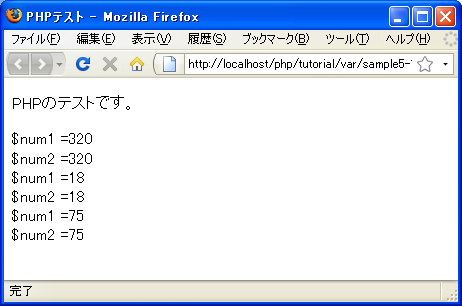 PHPテスト - Mozilla Firefox
ファイル(F) 編集(E) 表示(V) 履歴(S) ブックマーク(B) ツール(T) ヘルプ(H)
http://localhost/php/tutorial/var/sample5-
PHPのテストです。
$num1 =320
$num2 =320
$num1 =18
$num2 =18
$num1 =75
$num2 =75
完了